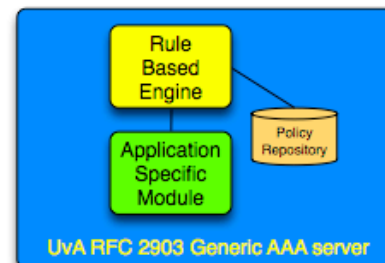 Rule
Based
Engine
Policy
Repository
Application
Specific
Module
UvA RFC 2903 Generic AAA server